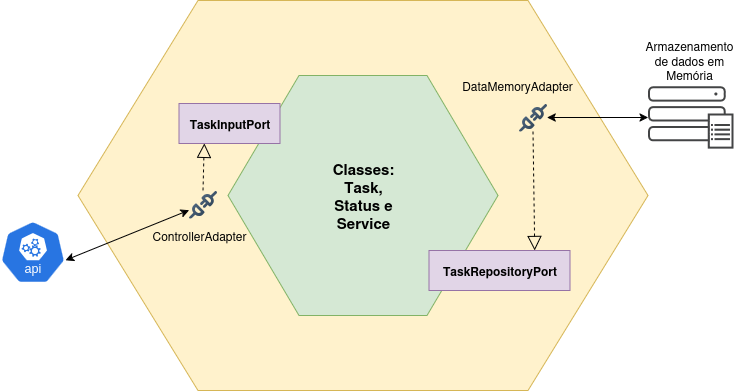 Armazenamento
de dados em
Memória
DataMemoryAdapter
TaskInputPort
Classes:
Task,
Status e
Service
ControllerAdapter
api
TaskRepositoryPort